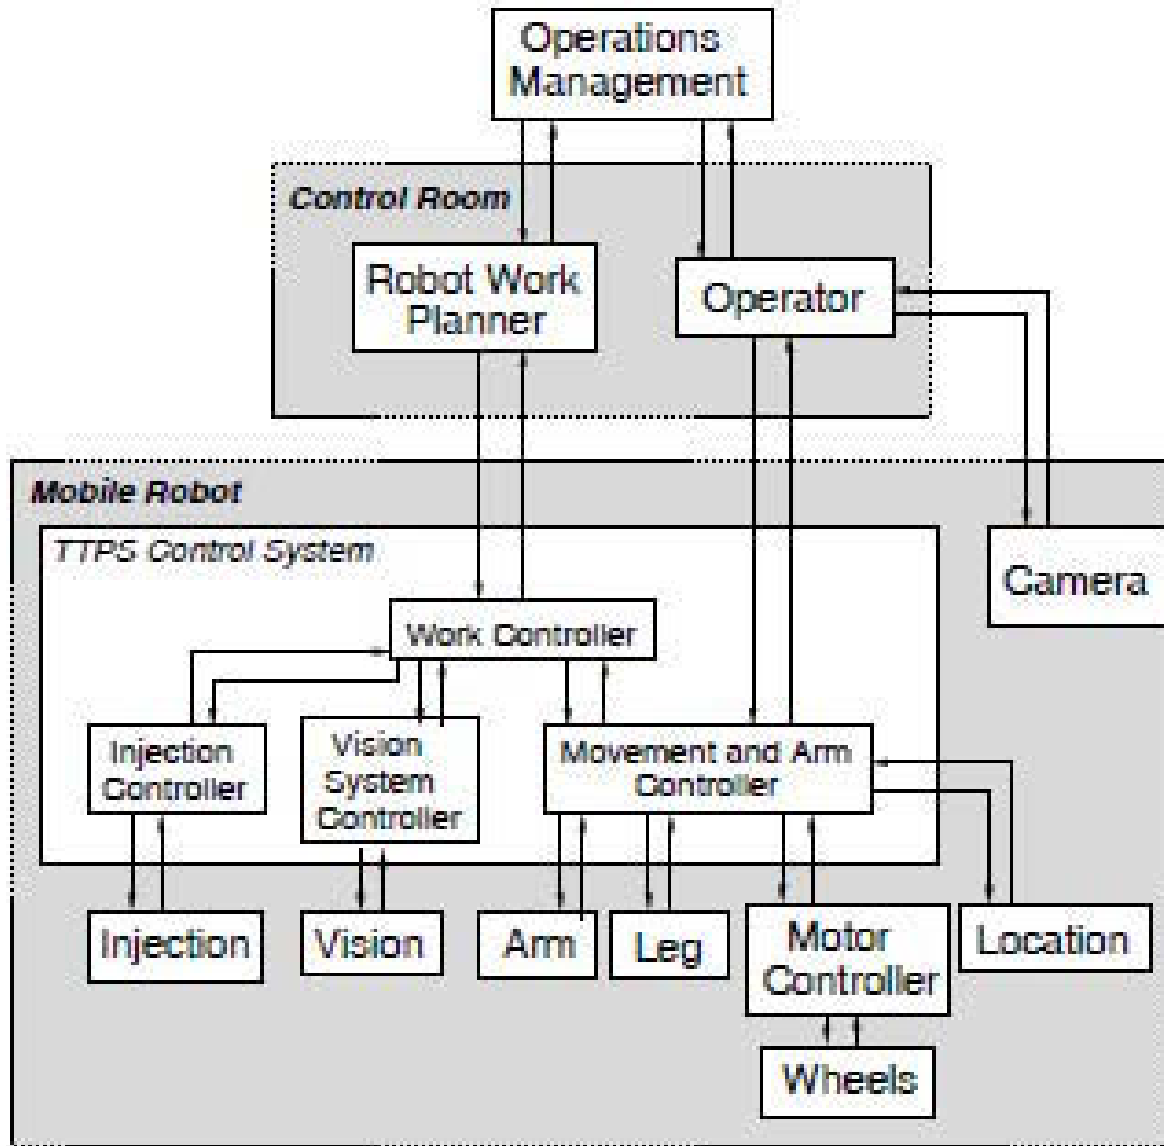 Operations
Management
Control Room
Robot Work
Planner
Operator
Mobile Robot
TTPS Control System
Camera
Work Controller
Injection
Controller
Vision
System
Controller
Movement and Arm
Controller
Injection
Vision
Arm
Leg
Motor
Controller
Location
Wheels